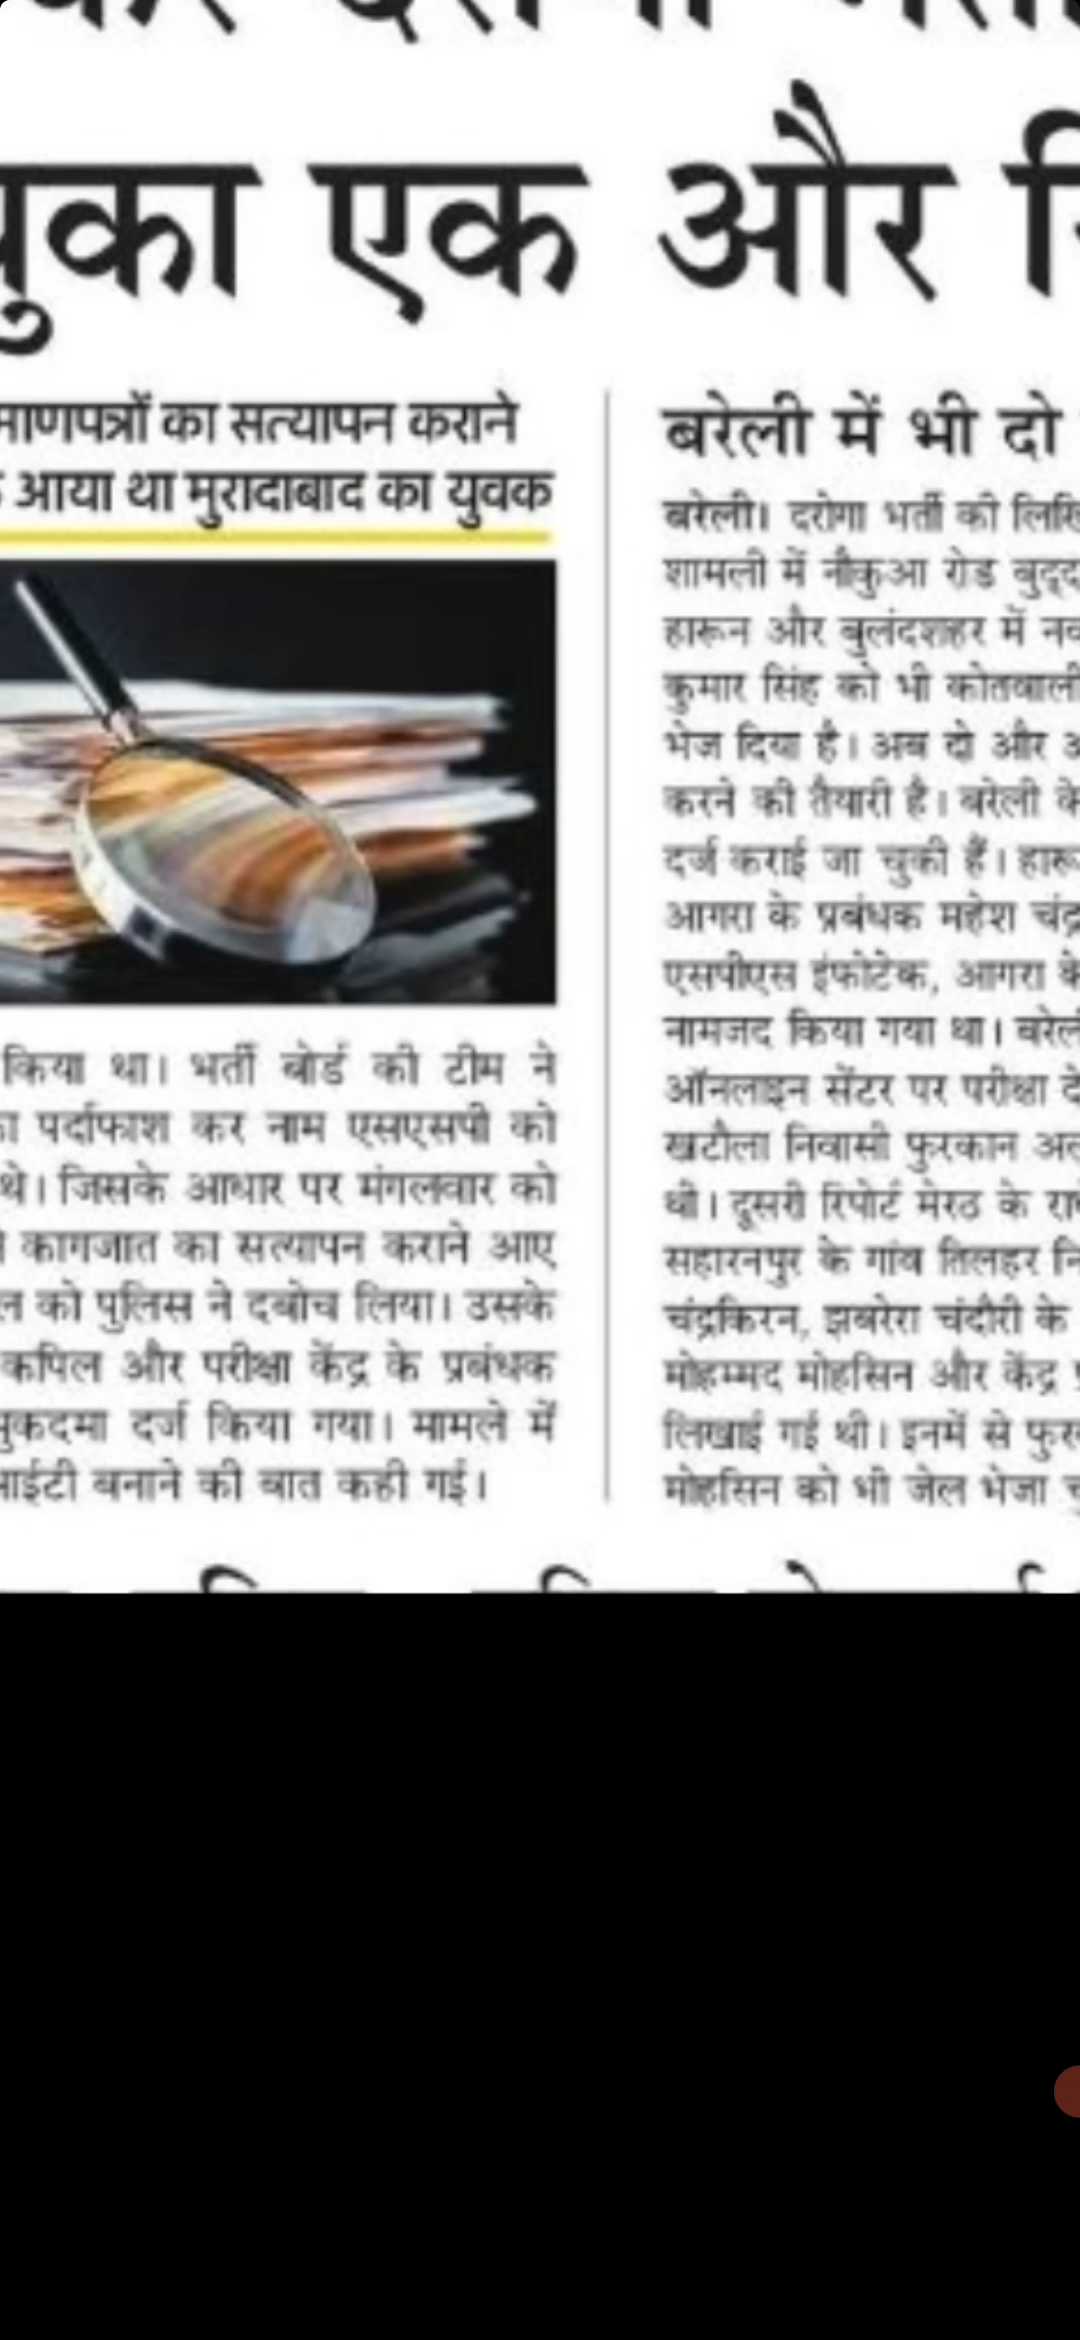 एक और
माणपत्रों का सत्यापन कराने
आया था मुरादाबाद का युवक
किया था। भर्ती बोर्ड की टीम ने
पर्दाफाश कर नाम एसएसपी को
थे। जिसके आधार पर मंगलवार को
कागजात का सत्यापन कराने आए
को पुलिस ने दबोच लिया। उसके
कपिल और परीक्षा केंद्र के प्रबंधक
मुकदमा दर्ज किया गया। मामले में
आईटी बनाने की बात कही गई।
बरेली में भी दो
बरेली। दरोगा भर्ती की
शामली में नौकुआ रोड
हारून और बुलंदशहर में
कुमार सिंह को भी कोतवाली
भेज दिया है। अब दो और
करने की तैयारी है। बरेली के
दर्ज कराई जा चुकी हैं।
आगरा के प्रबंधक महेश चंद्र
एसपीएस इंफोटेक, आगरा के
नामजद किया गया था।
ऑनलाइन सेंटर पर परीक्षा
खटौला निवासी फुरकान
थी। दूसरी रिपोर्ट मेरठ के
सहारनपुर के गांव तिलहर
चंद्रकिरन, झबरेरा चंदौरी के
मोहम्मद मोहसिन और केंद्र
लिखाई गई थी। इनमें से
मोहसिन को भी जेल भेजा